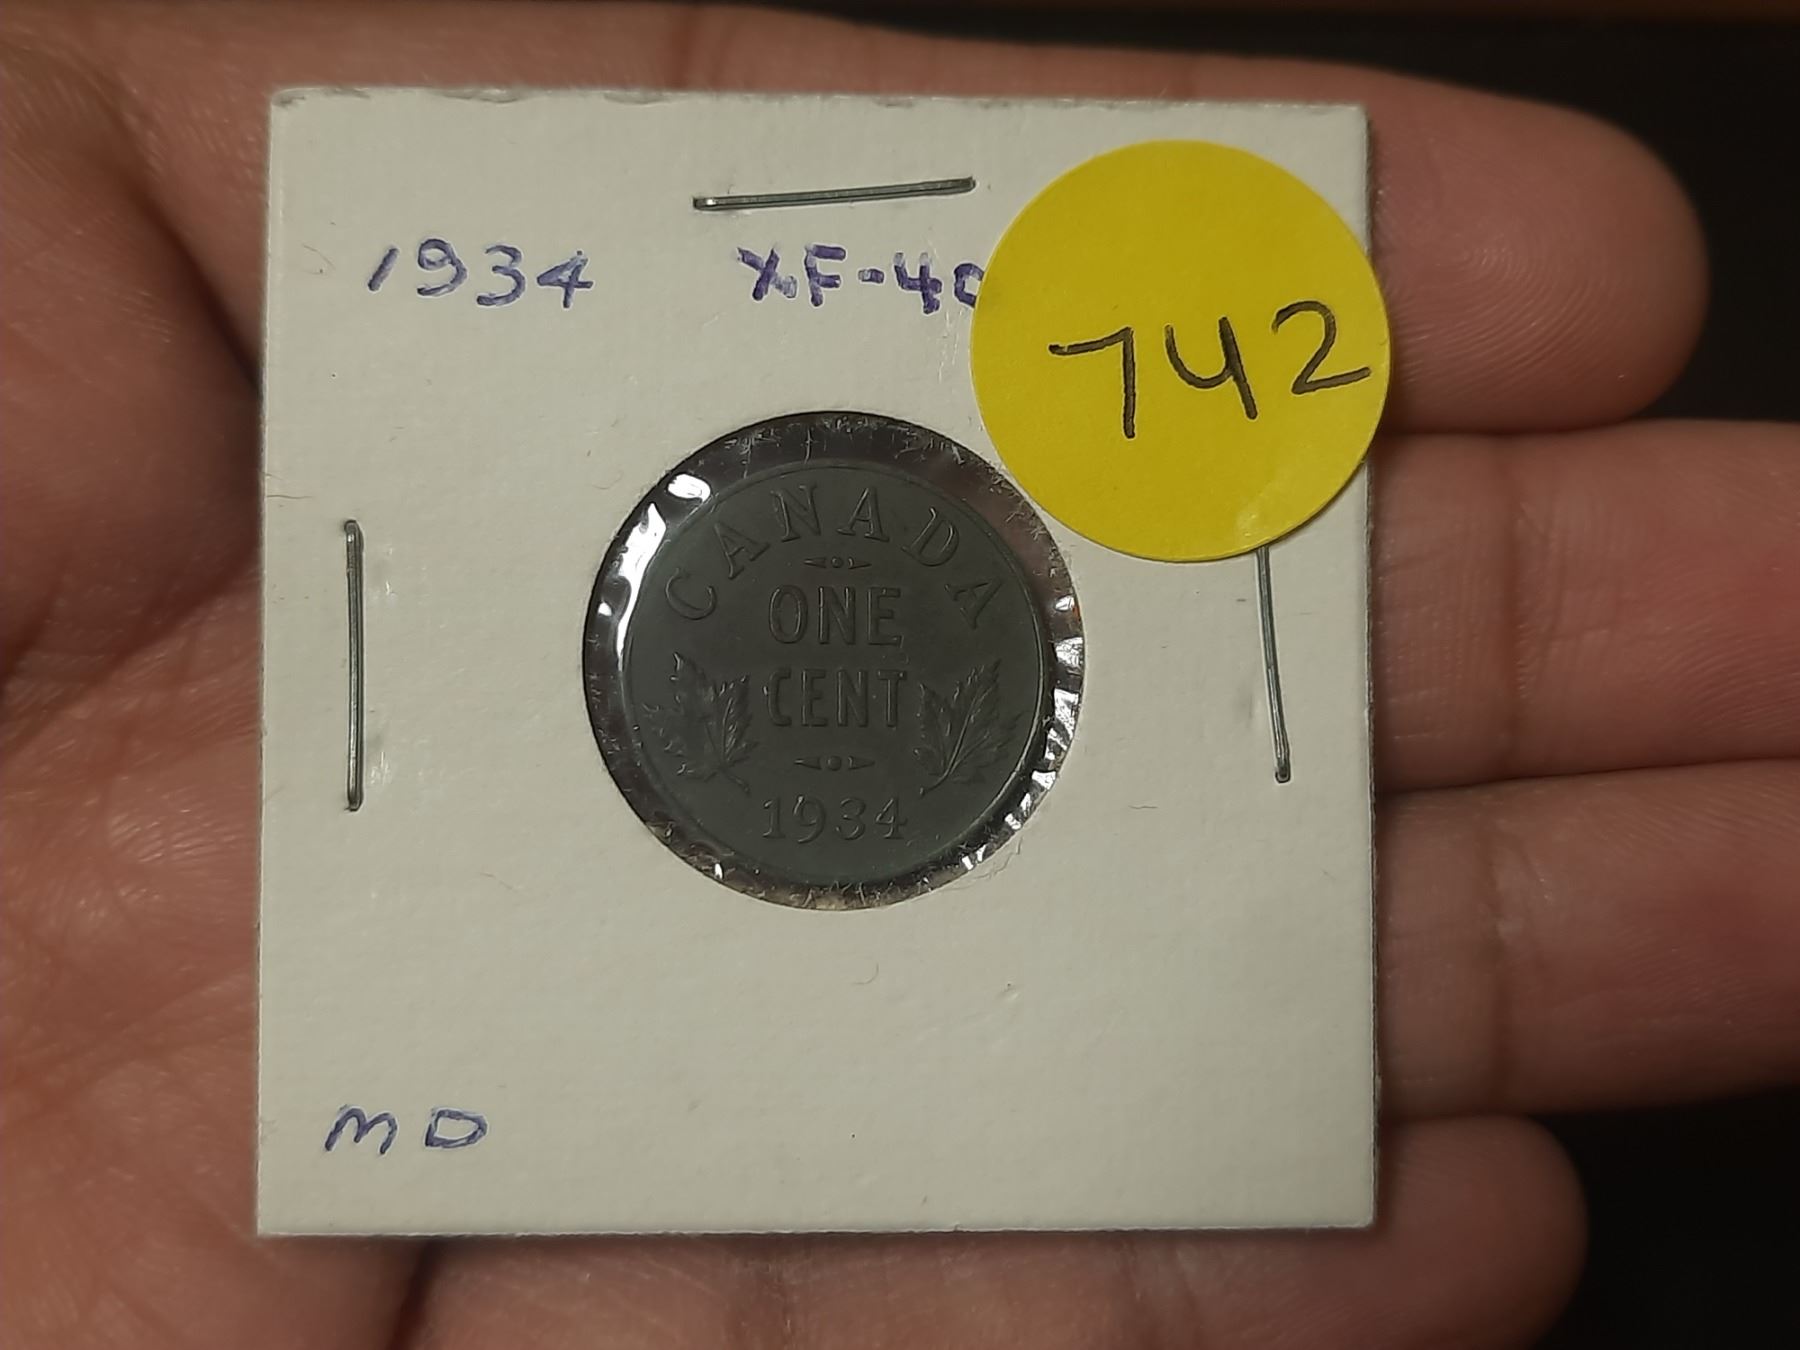 1934 XF-40
742
CANADA
ONE
CENT
1934
MD